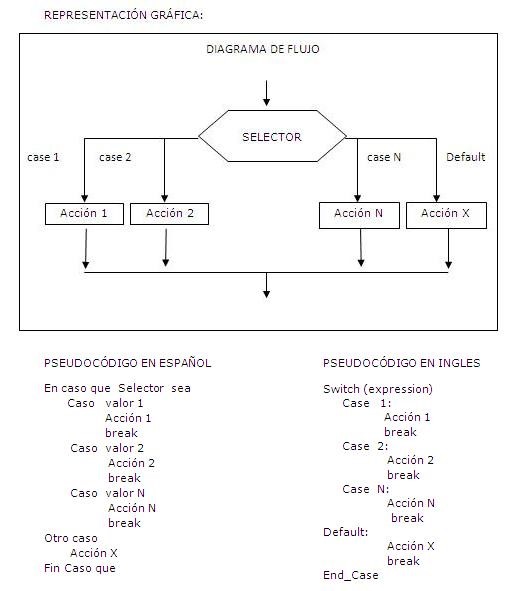 REPRESENTACIÓN GRÁFICA:
DIAGRAMA DE FLUJO
SELECTOR
case 1
case 2
case N
Default
Acción 1
Acción 2
Acción N
Acción X
PSEUDOCÓDIGO EN ESPAÑOL
En caso que Selector sea
Caso valor 1
Acción 1
break
Caso valor 2
Acción 2
break
Caso valor N
Acción N
break
Otro caso
Acción X
Fin Caso que
PSEUDOCÓDIGO EN INGLES
Switch (expression)
Case 1:
Acción 1
break
Case 2:
Acción 2
break
Case N:
Acción N
break
Default:
Acción X
break
End_Case